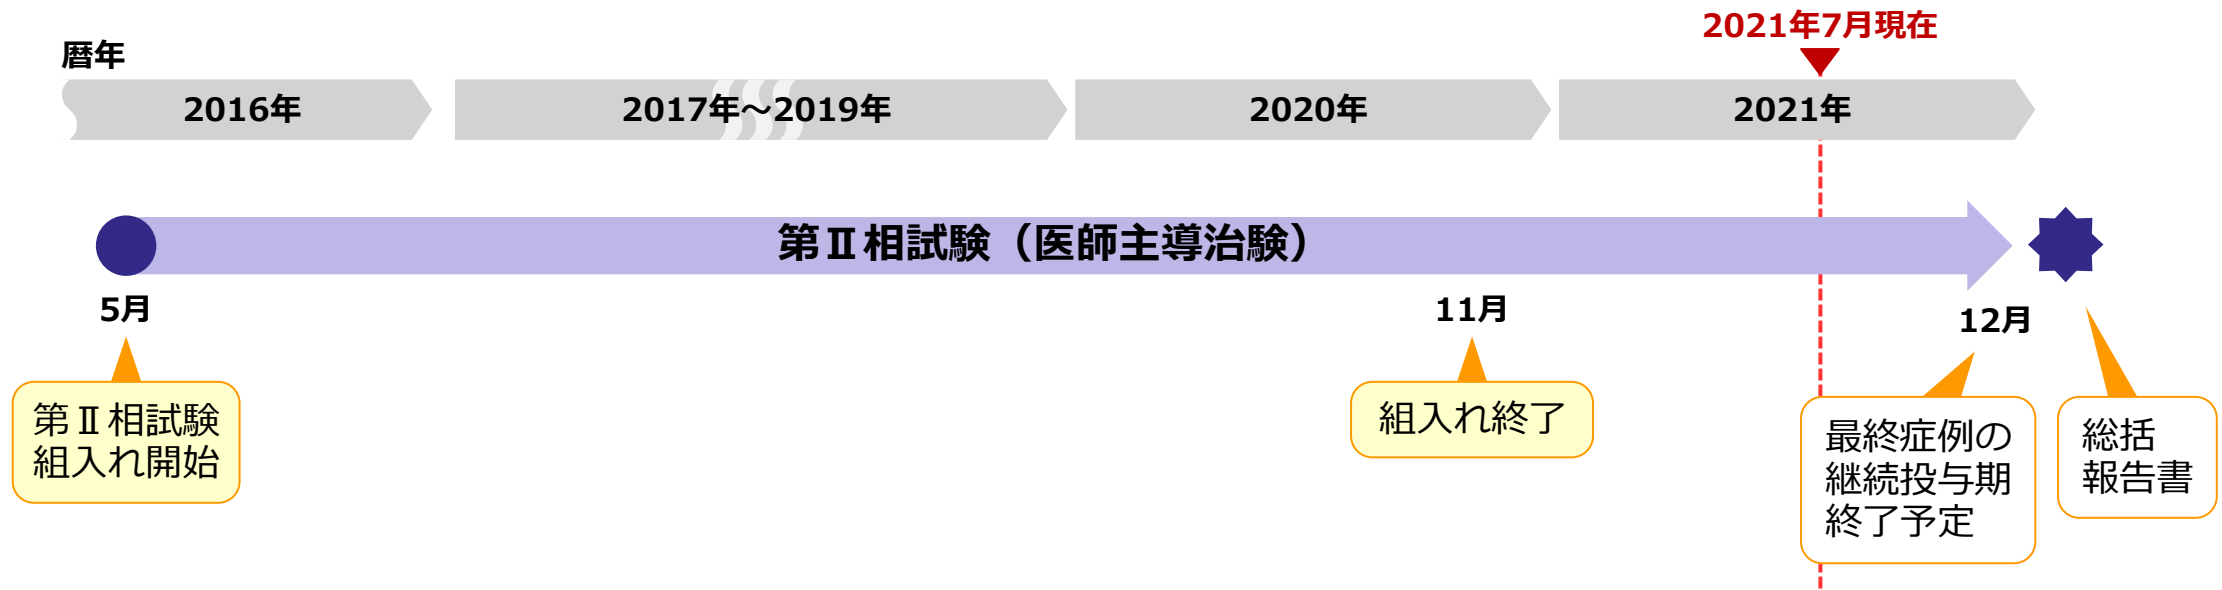 2021年7月現在
暦年
2016年
2017年～2019年
2020年
2021年
第Ⅱ相試験（医師主導治験）
5月
11月
12月
第Ⅱ相試験
組入れ開始
組入れ終了
最終症例の
継続投与期
終了予定
総括
報告書